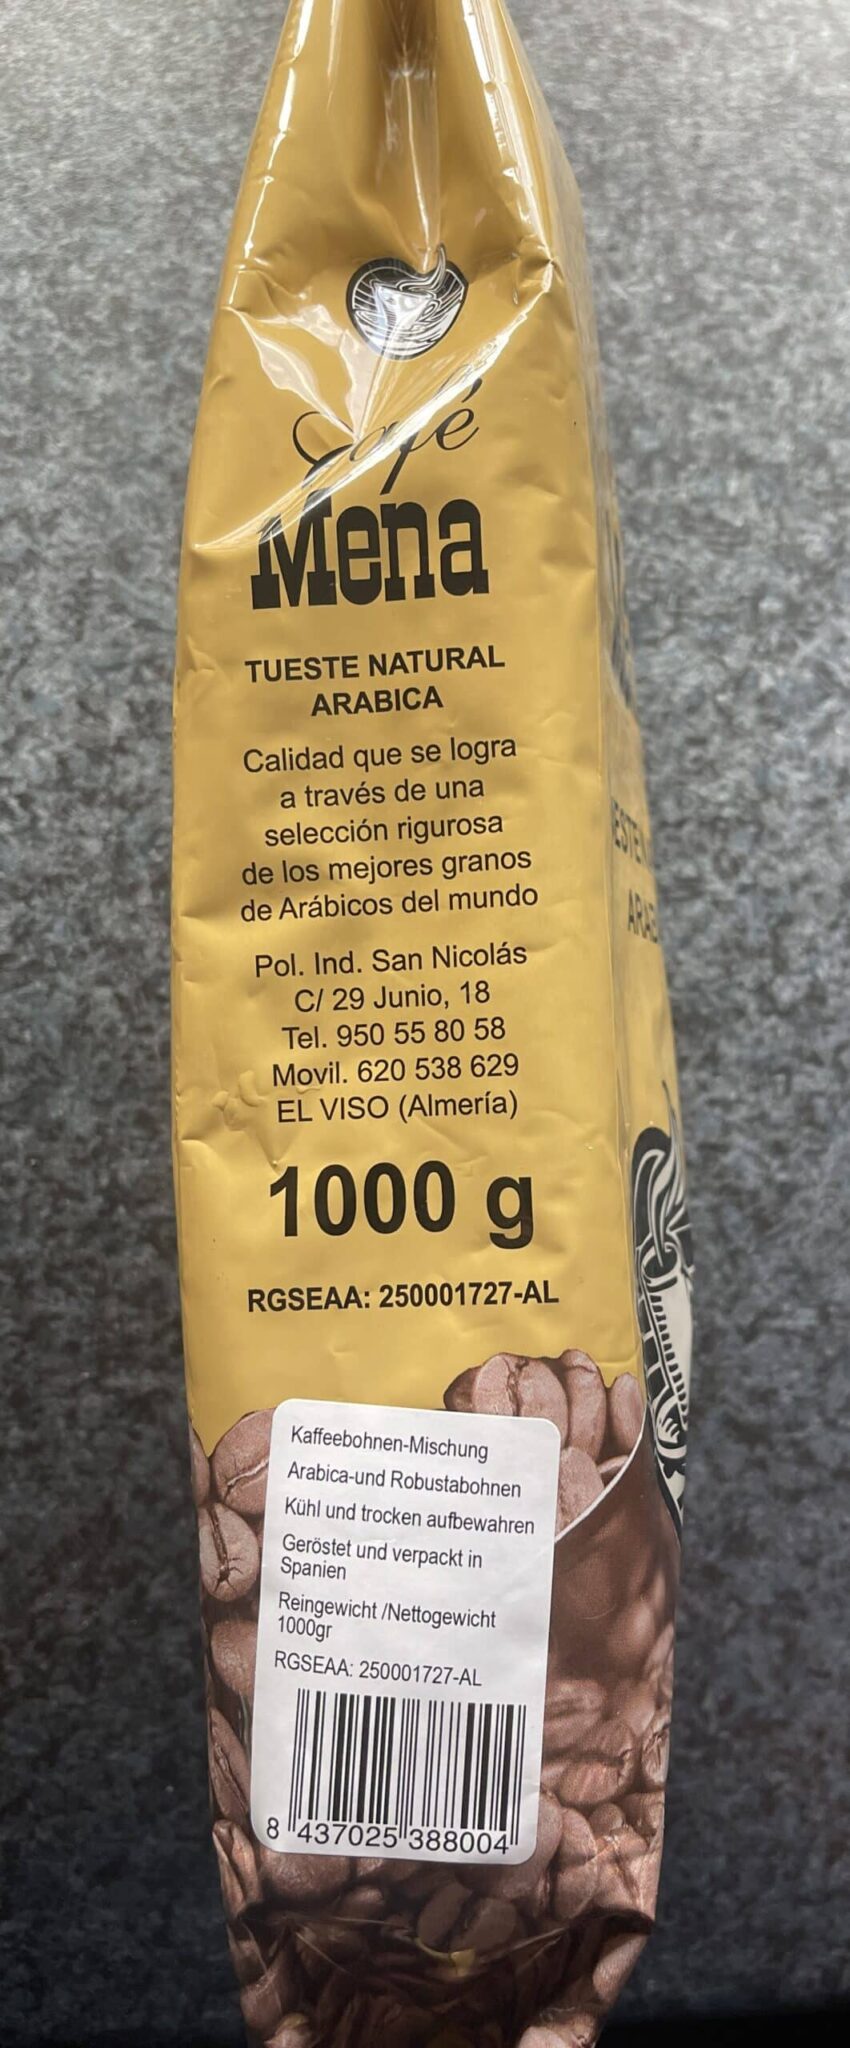 Café
Mena
TUESTE NATURAL
ARABICA
Calidad que se logra
a través de una
selección rigurosa
de los mejores granos
de Arábicos del mundo
Pol. Ind. San Nicolás
C/ 29 Junio, 18
Tel. 950 55 80 58
Movil. 620 538 629
EL VISO (Almería)
1000 g
RGSEAA: 250001727-AL
Kaffeebohnen-Mischung
Arabica-und Robustabohnen
Kühl und trocken aufbewahren
Geröstet und verpackt in
Spanien
Reingewicht /Nettogewicht
1000gr
RGSEAA: 250001727-AL
8 437025 388004